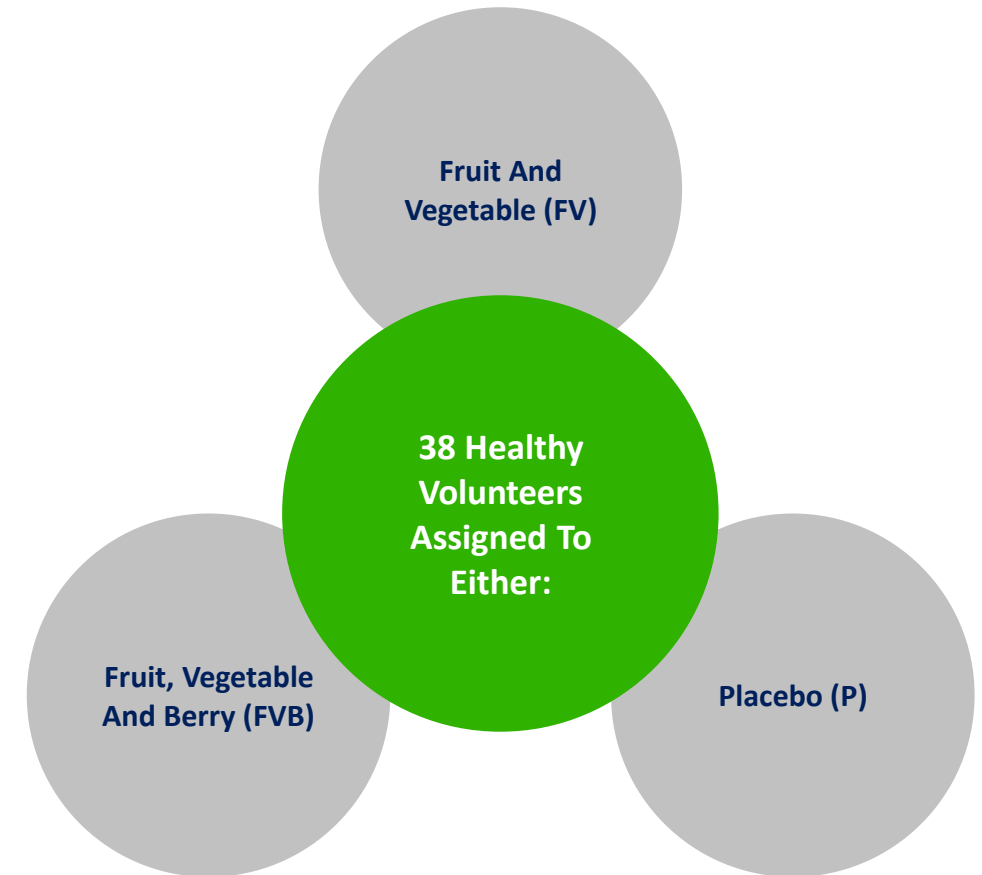 Fruit And
Vegetable (FV)
38 Healthy
Volunteers
Assigned To
Either:
Fruit, Vegetable
And Berry (FVB)
Placebo (P)